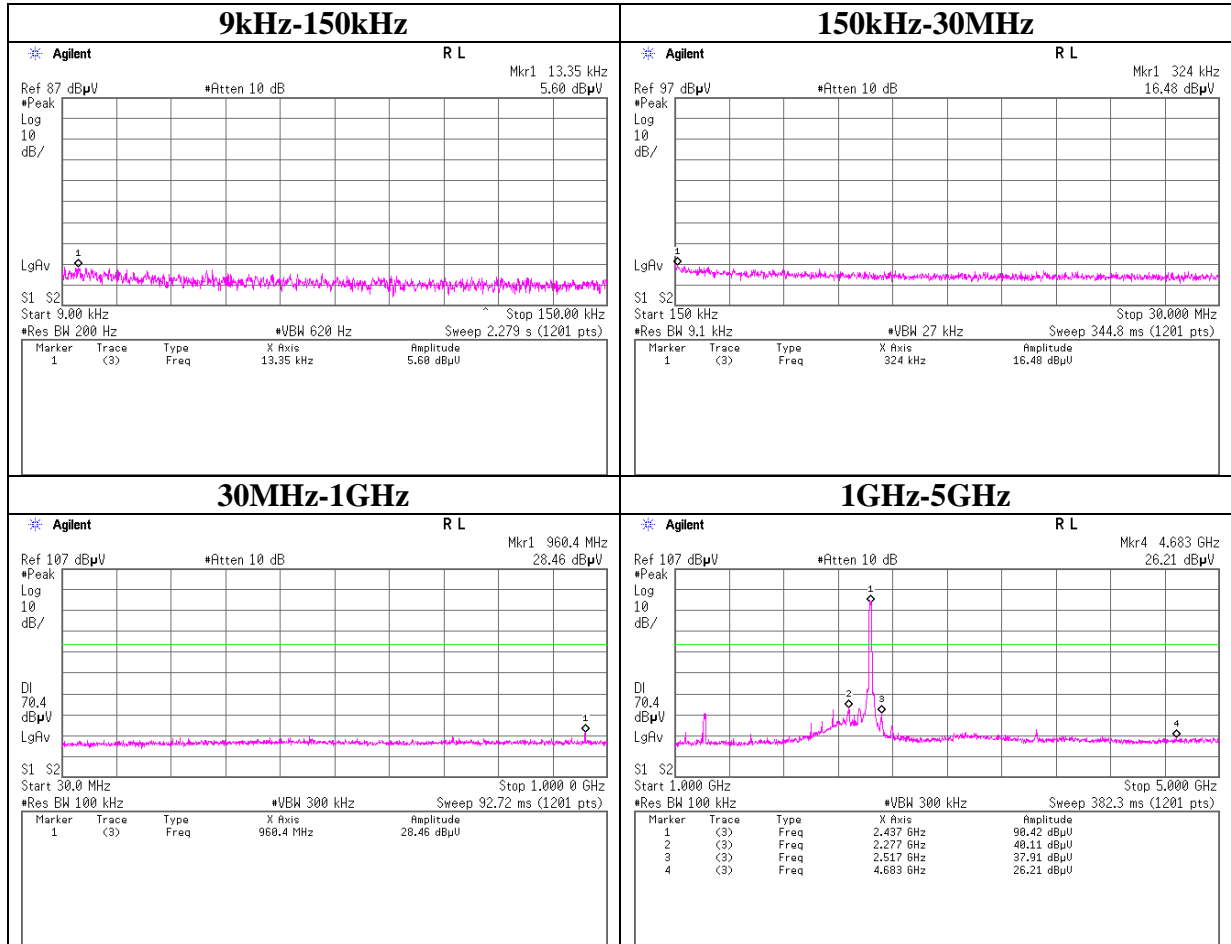 9kHz-150kHz
Agilent R L
Mkr1 13.35 kHz
Ref 87 dBµV #Atten 10 dB 5.60 dBµV
#Peak
Log
10
dB/
1
LgAv
S1 S2
Start 9.00 kHz ^ Stop 150.00 kHz
#Res BW 200 Hz #VBW 620 Hz Sweep 2.279 s (1201 pts)
Marker Trace Type X Axis Amplitude
1 (3) Freq 13.35 kHz 5.60 dBµV
150kHz-30MHz
Agilent R L
Mkr1 324 kHz
Ref 97 dBµV #Atten 10 dB 16.48 dBµV
#Peak
Log
10
dB/
1
LgAv
S1 S2
Start 150 kHz Stop 30.000 MHz
#Res BW 9.1 kHz #VBW 27 kHz Sweep 344.8 ms (1201 pts)
Marker Trace Type X Axis Amplitude
1 (3) Freq 324 kHz 16.48 dBµV
30MHz-1GHz
Agilent R L
Mkr1 960.4 MHz
Ref 107 dBµV #Atten 10 dB 28.46 dBµV
#Peak
Log
10
dB/
DI
70.4
dBµV
1
LgAv
S1 S2
Start 30.0 MHz Stop 1.000 0 GHz
#Res BW 100 kHz #VBW 300 kHz Sweep 92.72 ms (1201 pts)
Marker Trace Type X Axis Amplitude
1 (3) Freq 960.4 MHz 28.46 dBµV
1GHz-5GHz
Agilent R L
Mkr4 4.683 GHz
Ref 107 dBµV #Atten 10 dB 26.21 dBµV
#Peak
Log
10
dB/
1
DI
70.4
dBµV
2 3
4
LgAv
S1 S2
Start 1.000 GHz Stop 5.000 GHz
#Res BW 100 kHz #VBW 300 kHz Sweep 382.3 ms (1201 pts)
Marker Trace Type X Axis Amplitude
1 (3) Freq 2.437 GHz 90.42 dBµV
2 (3) Freq 2.277 GHz 40.11 dBµV
3 (3) Freq 2.517 GHz 37.91 dBµV
4 (3) Freq 4.683 GHz 26.21 dBµV